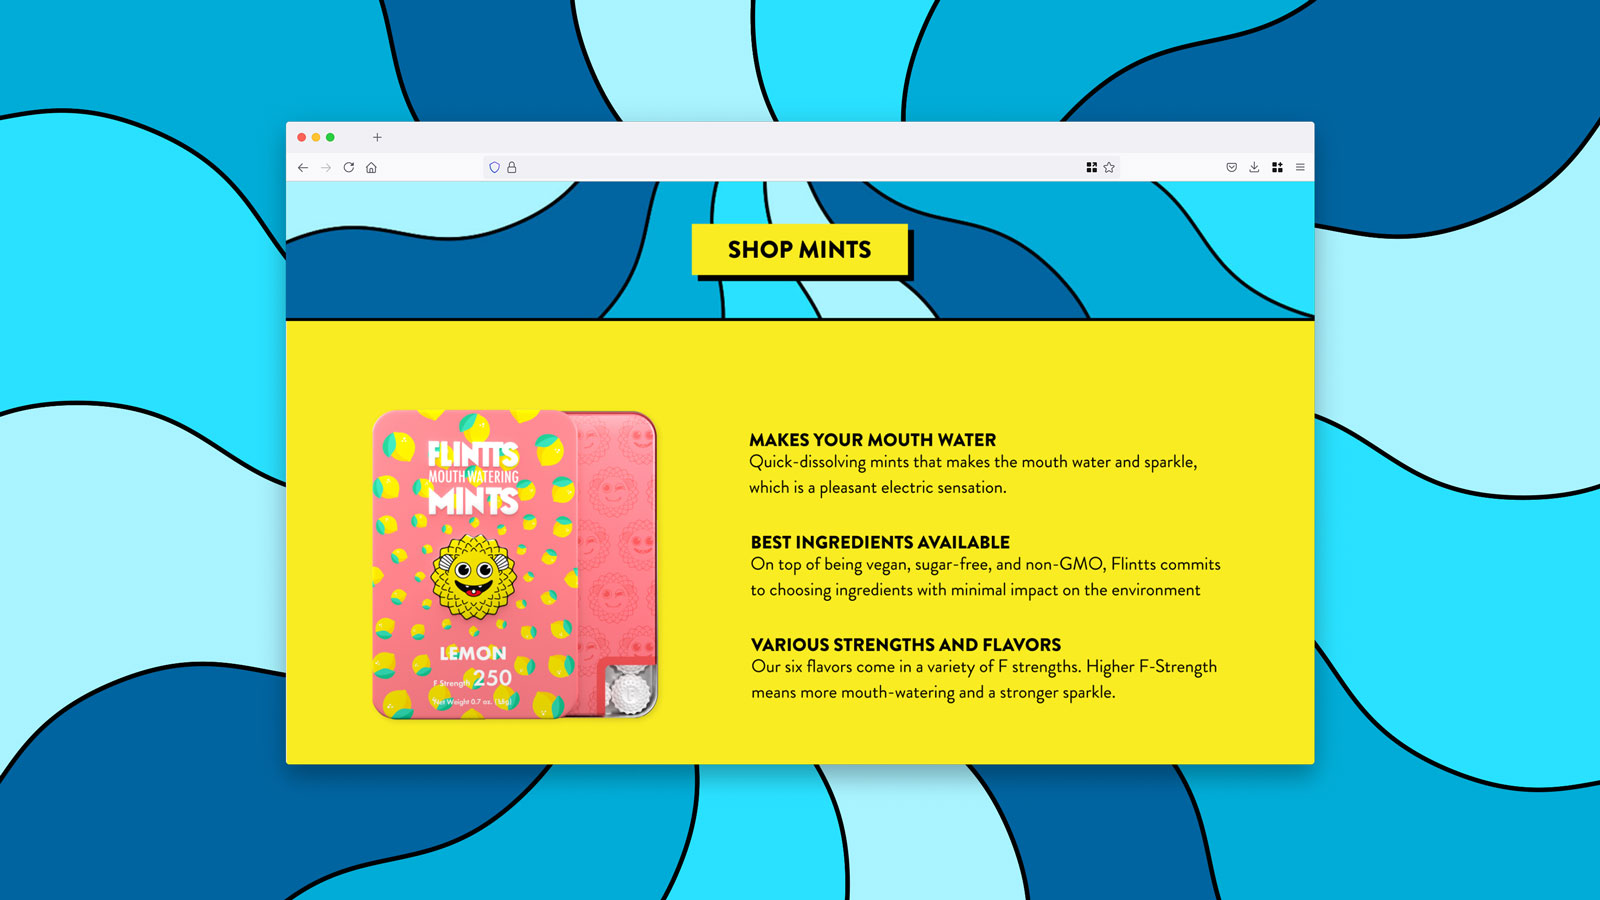 SHOP MINTS
FLINTTS
MOUTH WATERING
MINTS
LEMON
F Strength 250
Net Weight 0.7 oz.
MAKES YOUR MOUTH WATER
Quick-dissolving mints that makes the mouth water and sparkle,
which is a pleasant electric sensation.
BEST INGREDIENTS AVAILABLE
On top of being vegan, sugar-free, and non-GMO, Flintts commits
to choosing ingredients with minimal impact on the environment
VARIOUS STRENGTHS AND FLAVORS
Our six flavors come in a variety of F strengths. Higher F-Strength
means more mouth-watering and a stronger sparkle.